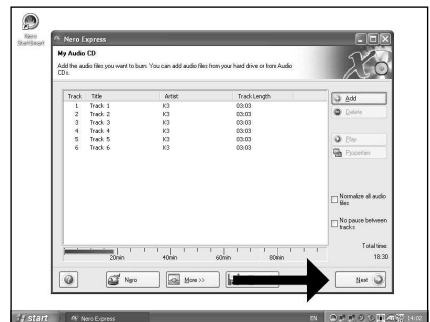 Nero
StartSmart
Nero Express
My Audio CD
Add the audio files you want to burn. You can add audio files from your hard drive or from Audio
CDs.
Track Title Artist Track Length
1 Track 1 K3 03:03
2 Track 2 K3 03:03
3 Track 3 K3 03:03
4 Track 4 K3 03:03
5 Track 5 K3 03:03
6 Track 6 K3 03:03
Add
Delete
Play
Properties
Normalize all audio
files
No pause between
tracks
Total time:
18:30
20min 40min 60min 80min
Nero
More >>
Next
start
Nero Express
EN
14:02